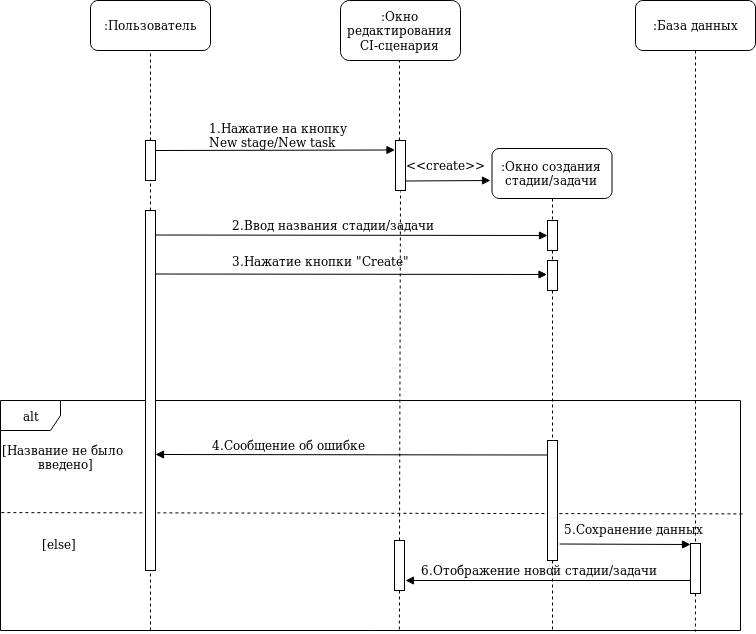 :Пользователь
:Окно
редактирования
CI-сценария
:База данных
1.Нажатие на кнопку
New stage/New task
<<create>>
:Окно создания
стадии/задачи
2.Ввод названия стадии/задачи
3.Нажатие кнопки "Create"
alt
[Название не было
введено]
4.Сообщение об ошибке
[else]
5.Сохранение данных
6.Отображение новой стадии/задачи